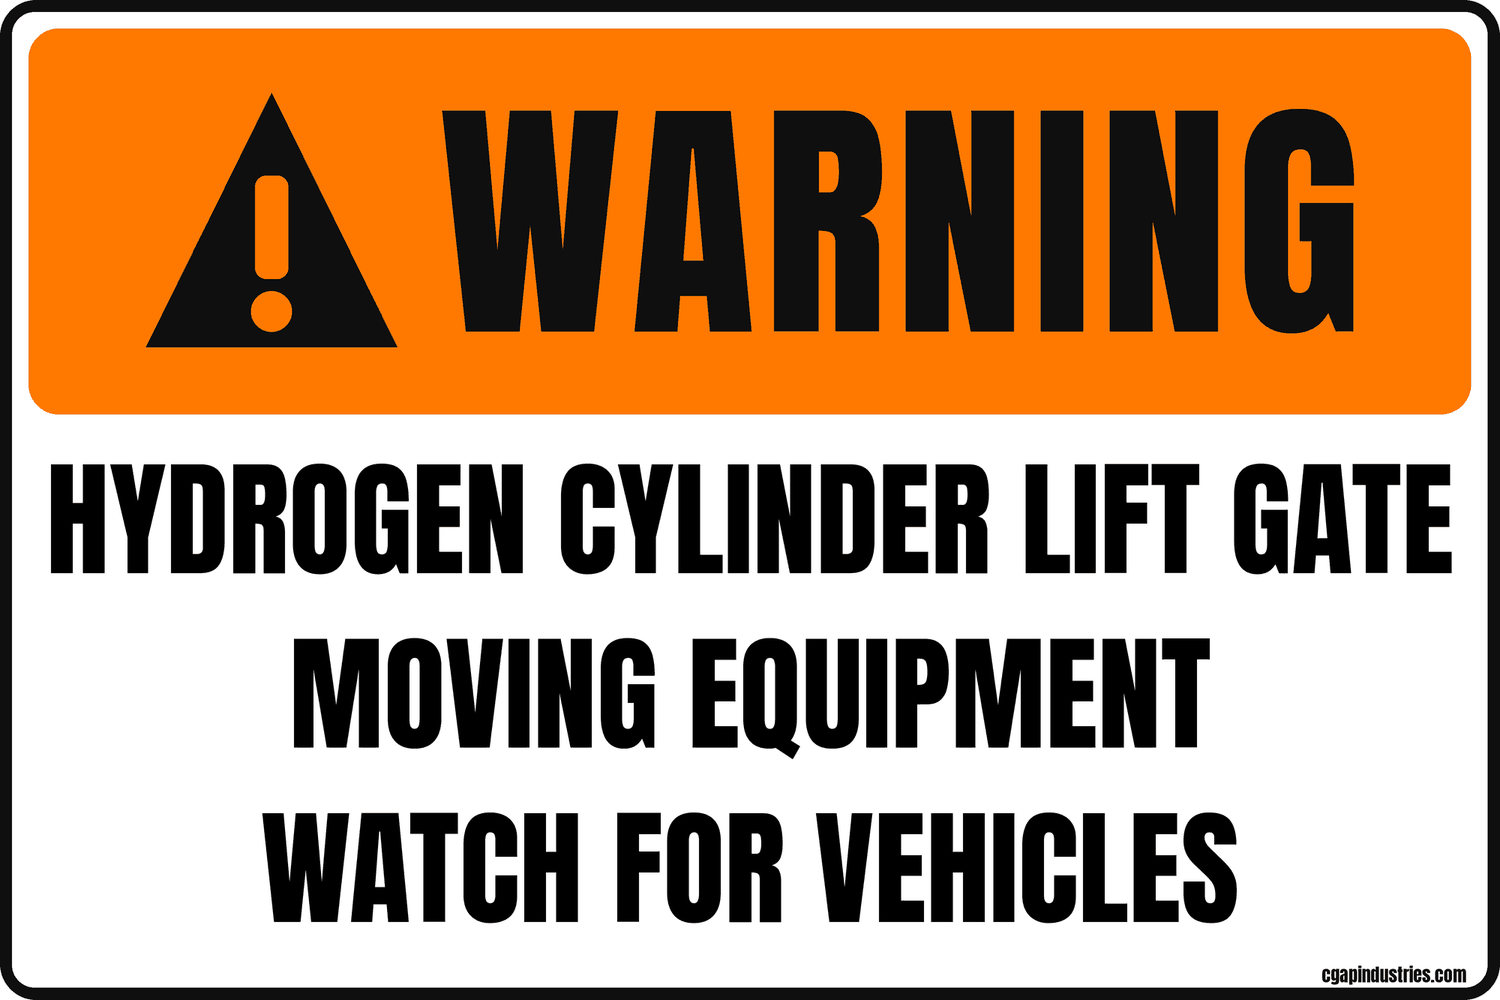 WARNING
HYDROGEN CYLINDER LIFT GATE
MOVING EQUIPMENT
WATCH FOR VEHICLES
cgapindustries.com